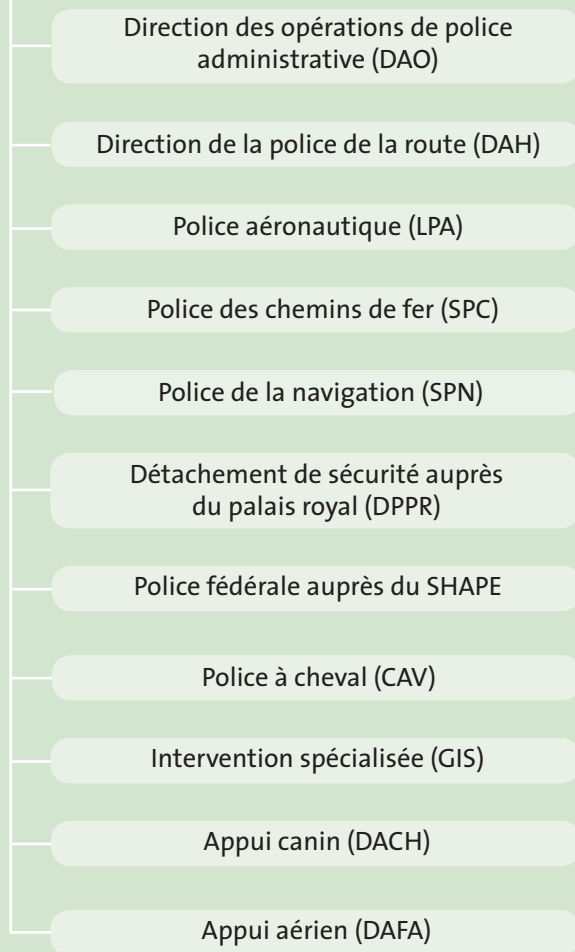 Direction des opérations de police
administrative (DAO)
Direction de la police de la route (DAH)
Police aéronautique (LPA)
Police des chemins de fer (SPC)
Police de la navigation (SPN)
Détachement de sécurité auprès
du palais royal (DPPR)
Police fédérale auprès du SHAPE
Police à cheval (CAV)
Intervention spécialisée (GIS)
Appui canin (DACH)
Appui aérien (DAFA)